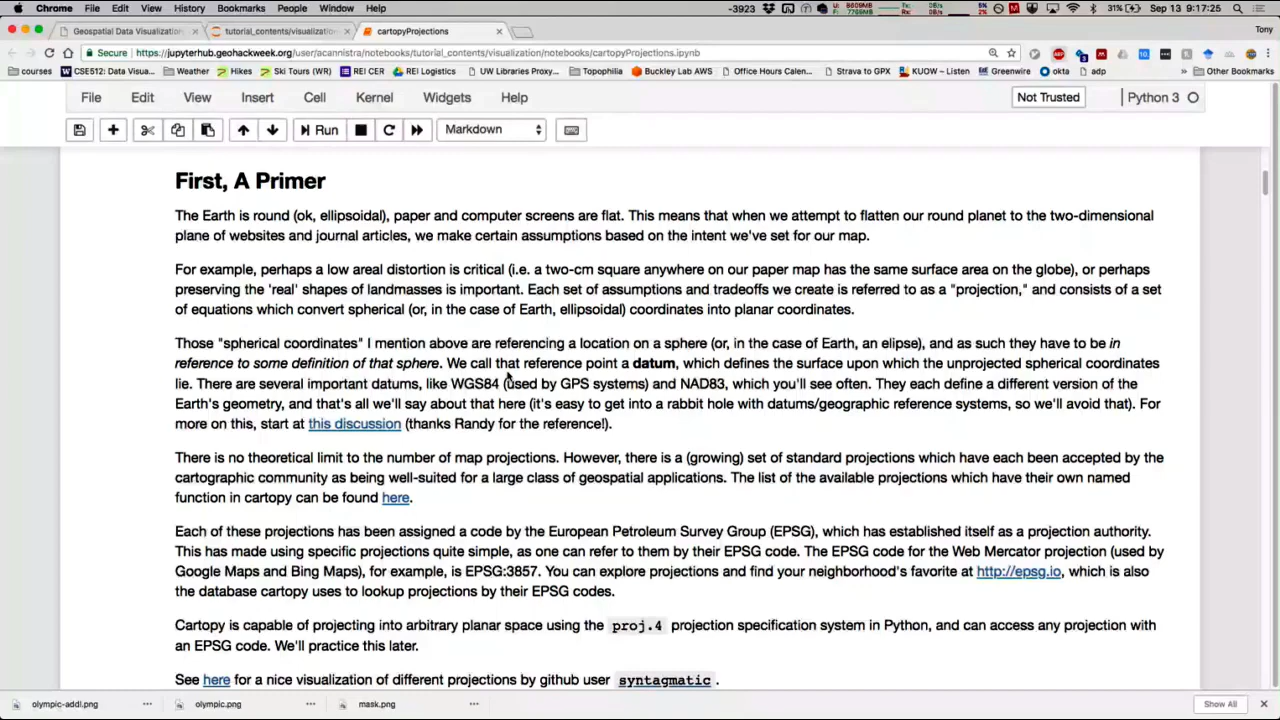 Chrome File Edit View History Bookmarks People Window Help -3923 31% Sep 13 9:17:25
Geospatial Data Visualizatio × tutorial_contents/visualization × cartopyProjections × Tony
Secure https://jupyterhub.geohackweek.org/user/acannistra/notebooks/tutorial_contents/visualization/notebooks/cartopyProjections.ipynb
courses CSE512: Data Visua... Weather Hikes Ski Tours (WR) REI CER REI Logistics UW Libraries Proxy... Topophilia Buckley Lab AWS Office Hours Calen... Strava to GPX KUOW – Listen Greenwire okta adp » Other Bookmarks
File Edit View Insert Cell Kernel Widgets Help Not Trusted Python 3
Run Markdown
First, A Primer
The Earth is round (ok, ellipsoidal), paper and computer screens are flat. This means that when we attempt to flatten our round planet to the two-dimensional
plane of websites and journal articles, we make certain assumptions based on the intent we've set for our map.
For example, perhaps a low areal distortion is critical (i.e. a two-cm square anywhere on our paper map has the same surface area on the globe), or perhaps
preserving the 'real' shapes of landmasses is important. Each set of assumptions and tradeoffs we create is referred to as a "projection," and consists of a set
of equations which convert spherical (or, in the case of Earth, ellipsoidal) coordinates into planar coordinates.
Those "spherical coordinates" I mention above are referencing a location on a sphere (or, in the case of Earth, an elipse), and as such they have to be in
reference to some definition of that sphere. We call that reference point a datum, which defines the surface upon which the unprojected spherical coordinates
lie. There are several important datums, like WGS84 (used by GPS systems) and NAD83, which you'll see often. They each define a different version of the
Earth's geometry, and that's all we'll say about that here (it's easy to get into a rabbit hole with datums/geographic reference systems, so we'll avoid that). For
more on this, start at this discussion (thanks Randy for the reference!).
There is no theoretical limit to the number of map projections. However, there is a (growing) set of standard projections which have each been accepted by the
cartographic community as being well-suited for a large class of geospatial applications. The list of the available projections which have their own named
function in cartopy can be found here.
Each of these projections has been assigned a code by the European Petroleum Survey Group (EPSG), which has established itself as a projection authority.
This has made using specific projections quite simple, as one can refer to them by their EPSG code. The EPSG code for the Web Mercator projection (used by
Google Maps and Bing Maps), for example, is EPSG:3857. You can explore projections and find your neighborhood's favorite at http://epsg.io, which is also
the database cartopy uses to lookup projections by their EPSG codes.
Cartopy is capable of projecting into arbitrary planar space using the proj.4 projection specification system in Python, and can access any projection with
an EPSG code. We'll practice this later.
See here for a nice visualization of different projections by github user syntagmatic .
olympic-addl.png ... olympic.png ... mask.png ... Show All ×